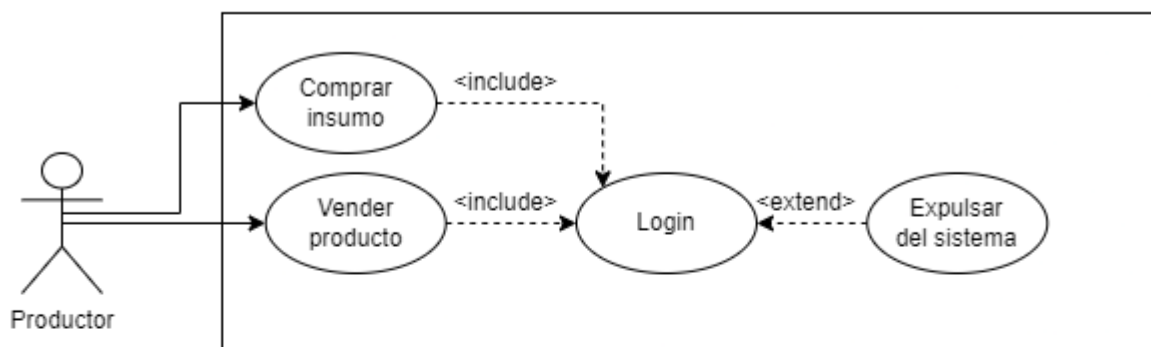 Comprar
insumo
<include>
Vender
producto
<include>
Login
<extend>
Expulsar
del sistema
Productor